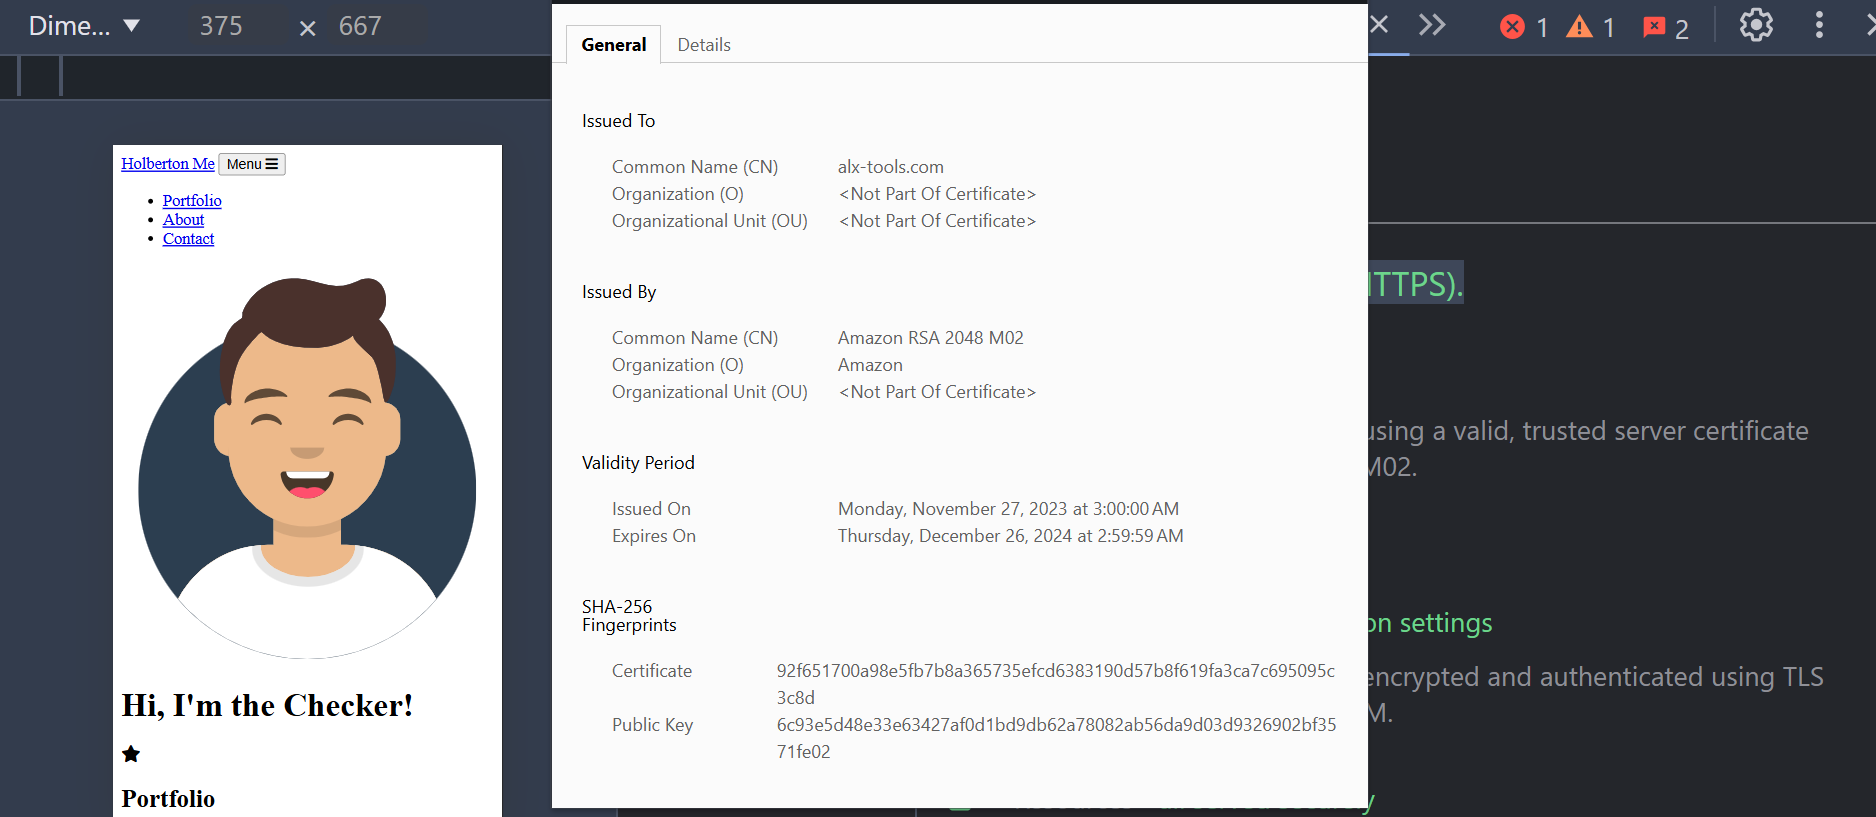 Dime... 375 × 667
1 1 2
Holberton Me Menu
Portfolio
About
Contact
Hi, I'm the Checker!
Portfolio
General Details
Issued To
Common Name (CN) alx-tools.com
Organization (O) <Not Part Of Certificate>
Organizational Unit (OU) <Not Part Of Certificate>
Issued By
Common Name (CN) Amazon RSA 2048 M02
Organization (O) Amazon
Organizational Unit (OU) <Not Part Of Certificate>
Validity Period
Issued On Monday, November 27, 2023 at 3:00:00 AM
Expires On Thursday, December 26, 2024 at 2:59:59 AM
SHA-256
Fingerprints
Certificate 92f651700a98e5fb7b8a365735efcd6383190d57b8f619fa3ca7c695095c
3c8d
Public Key 6c93e5d48e33e63427af0d1bd9db62a78082ab56da9d03d9326902bf35
71fe02
TTPS).
using a valid, trusted server certificate
M02.
on settings
encrypted and authenticated using TLS
M.